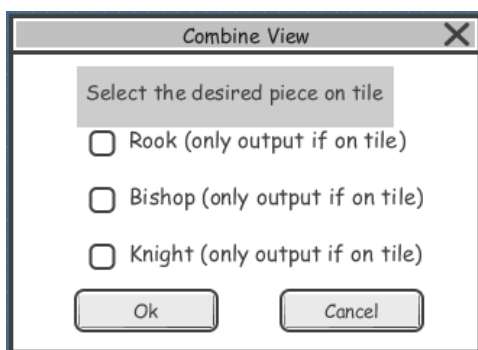 Combine View
Select the desired piece on tile
Rook (only output if on tile)
Bishop (only output if on tile)
Knight (only output if on tile)
Ok Cancel